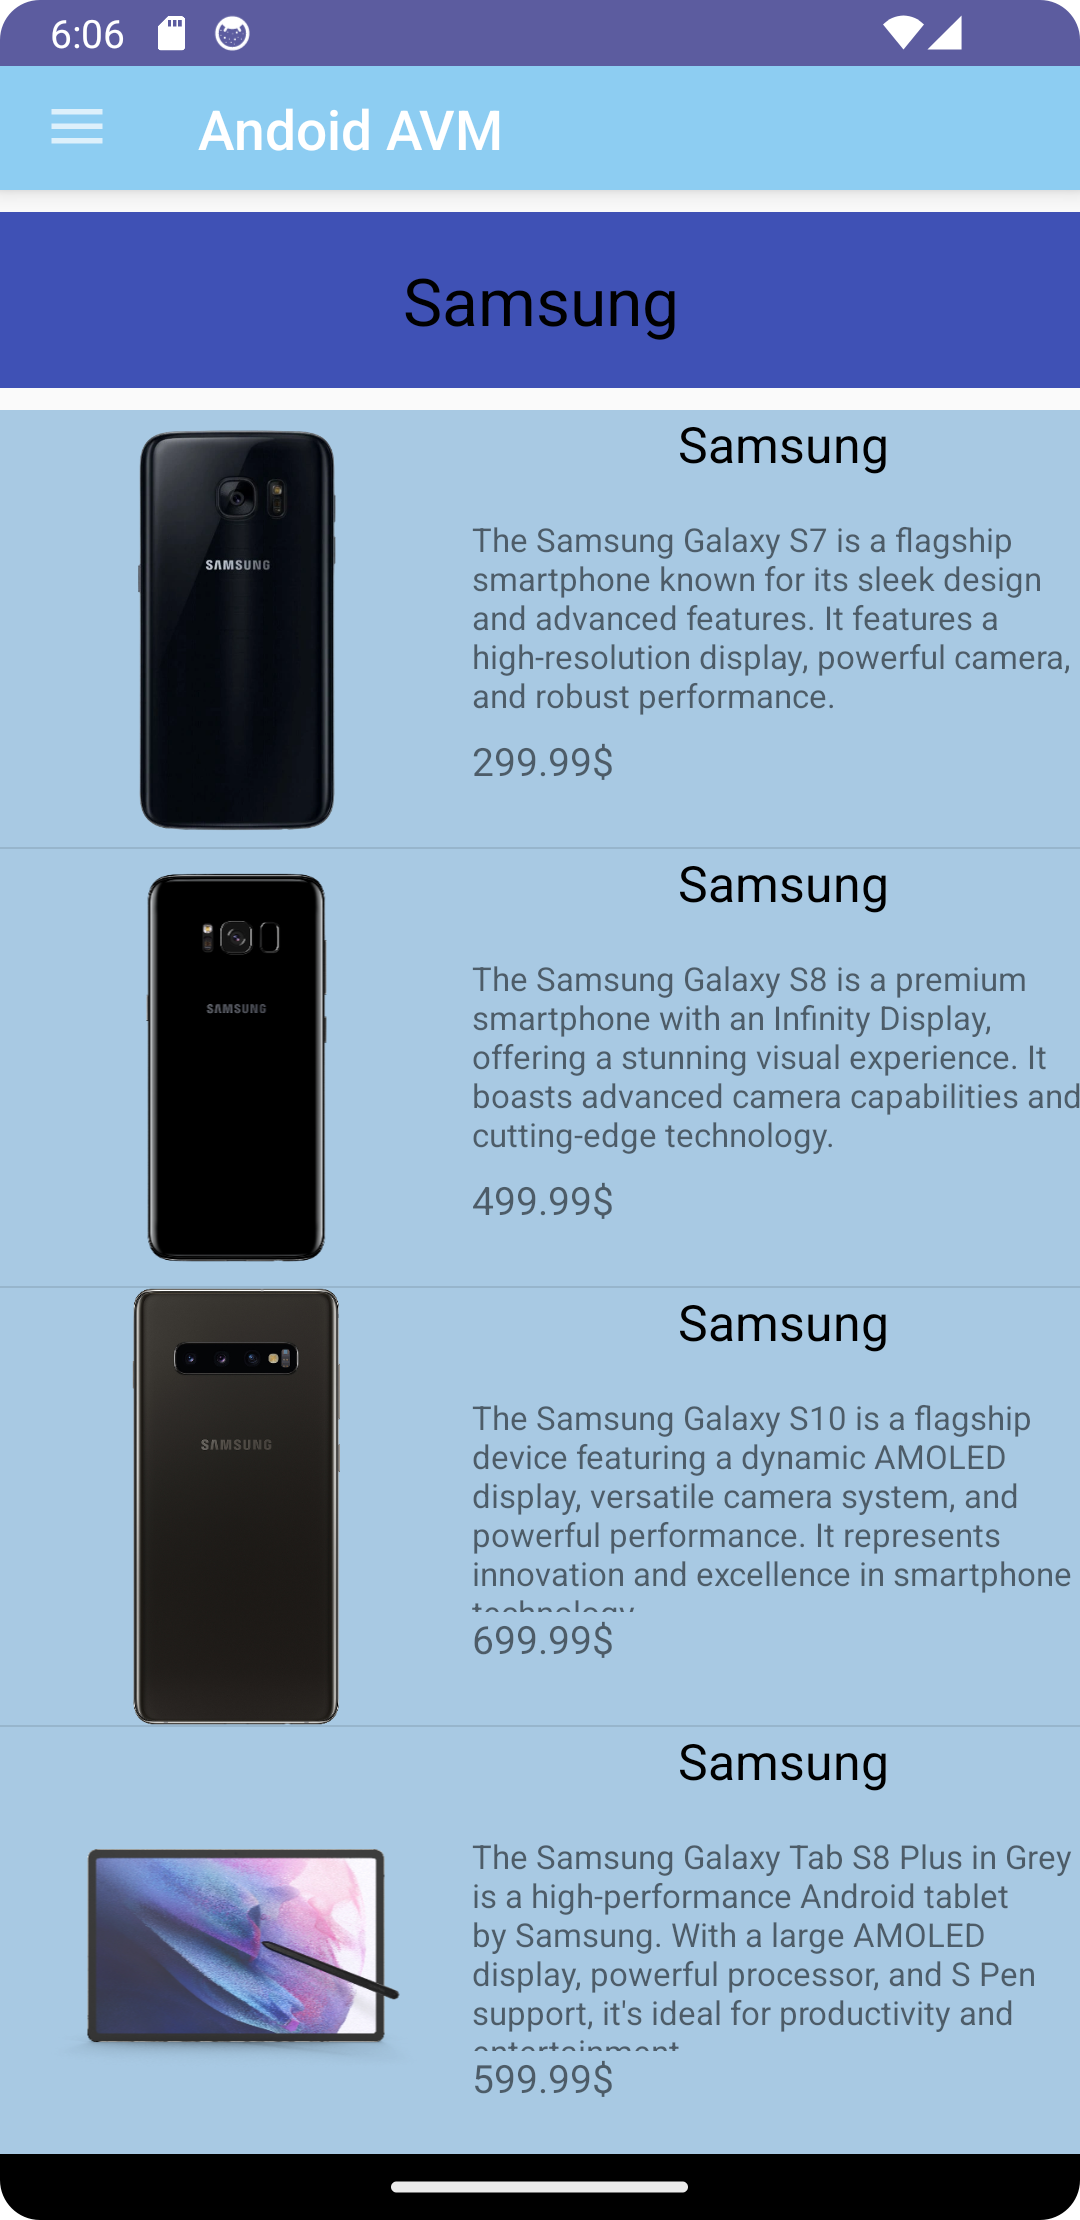 6:06
Andoid AVM
Samsung
SAMSUNG
Samsung
The Samsung Galaxy S7 is a flagship
smartphone known for its sleek design
and advanced features. It features a
high-resolution display, powerful camera,
and robust performance.
299.99$
SAMSUNG
Samsung
The Samsung Galaxy S8 is a premium
smartphone with an Infinity Display,
offering a stunning visual experience. It
boasts advanced camera capabilities and
cutting-edge technology.
499.99$
SAMSUNG
Samsung
The Samsung Galaxy S10 is a flagship
device featuring a dynamic AMOLED
display, versatile camera system, and
powerful performance. It represents
innovation and excellence in smartphone
technology.
699.99$
Samsung
The Samsung Galaxy Tab S8 Plus in Grey
is a high-performance Android tablet
by Samsung. With a large AMOLED
display, powerful processor, and S Pen
support, it's ideal for productivity and
entertainment.
599.99$